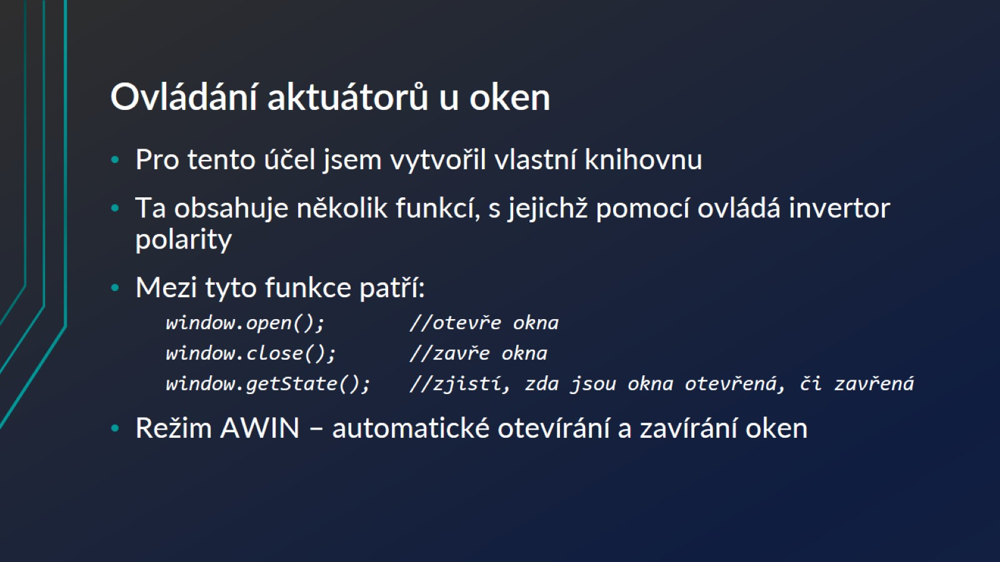 Ovládání aktuátorů u oken
• Pro tento účel jsem vytvořil vlastní knihovnu
• Ta obsahuje několik funkcí, s jejichž pomocí ovládá invertor
polarity
• Mezi tyto funkce patří:
window.open(); //otevře okna
window.close(); //zavře okna
window.getState(); //zjistí, zda jsou okna otevřená, či zavřená
• Režim AWIN – automatické otevírání a zavírání oken